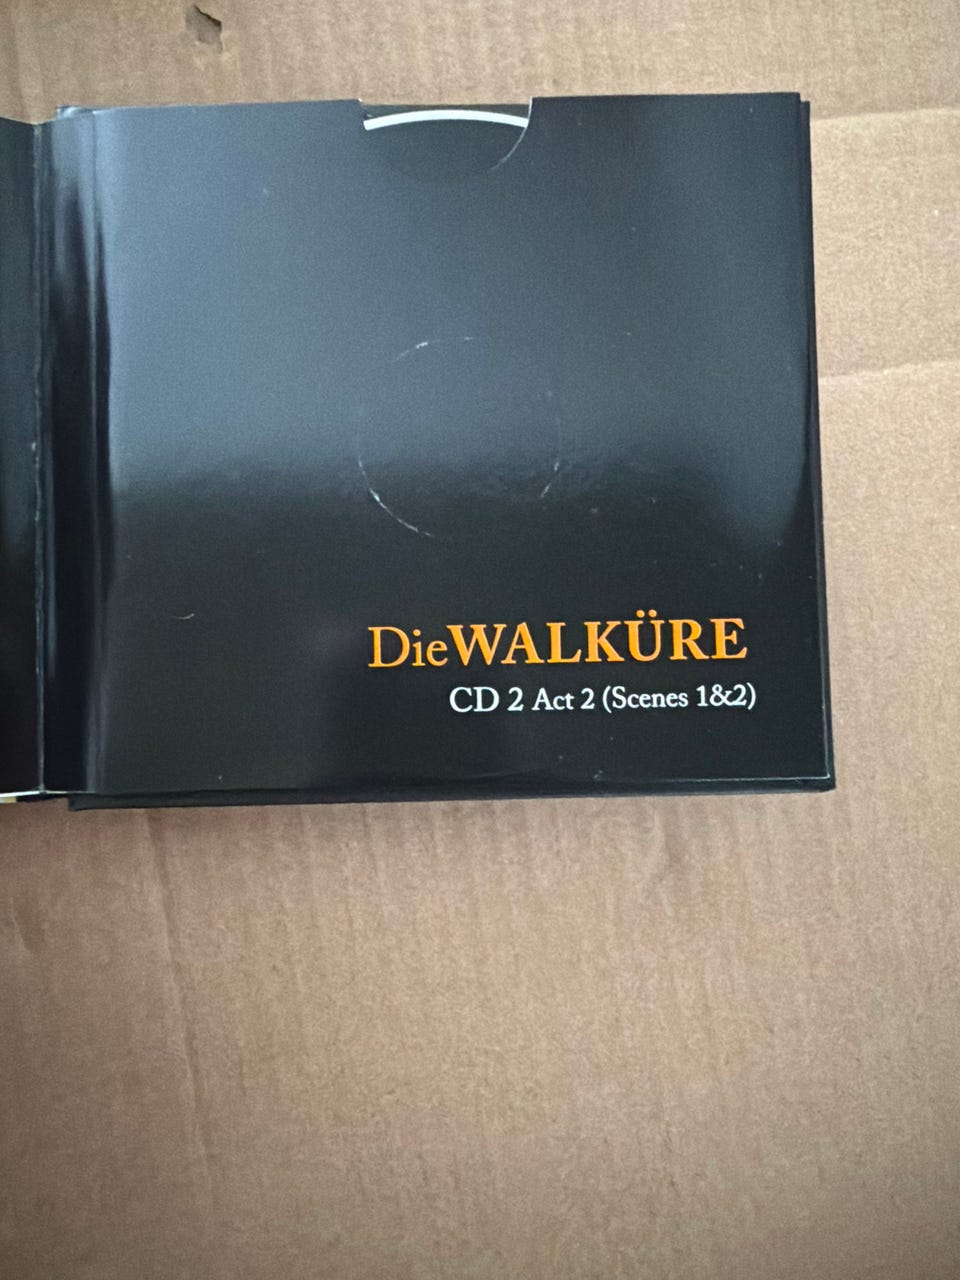 DieWALKÜRE
CD 2 Act 2 (Scenes 1&2)